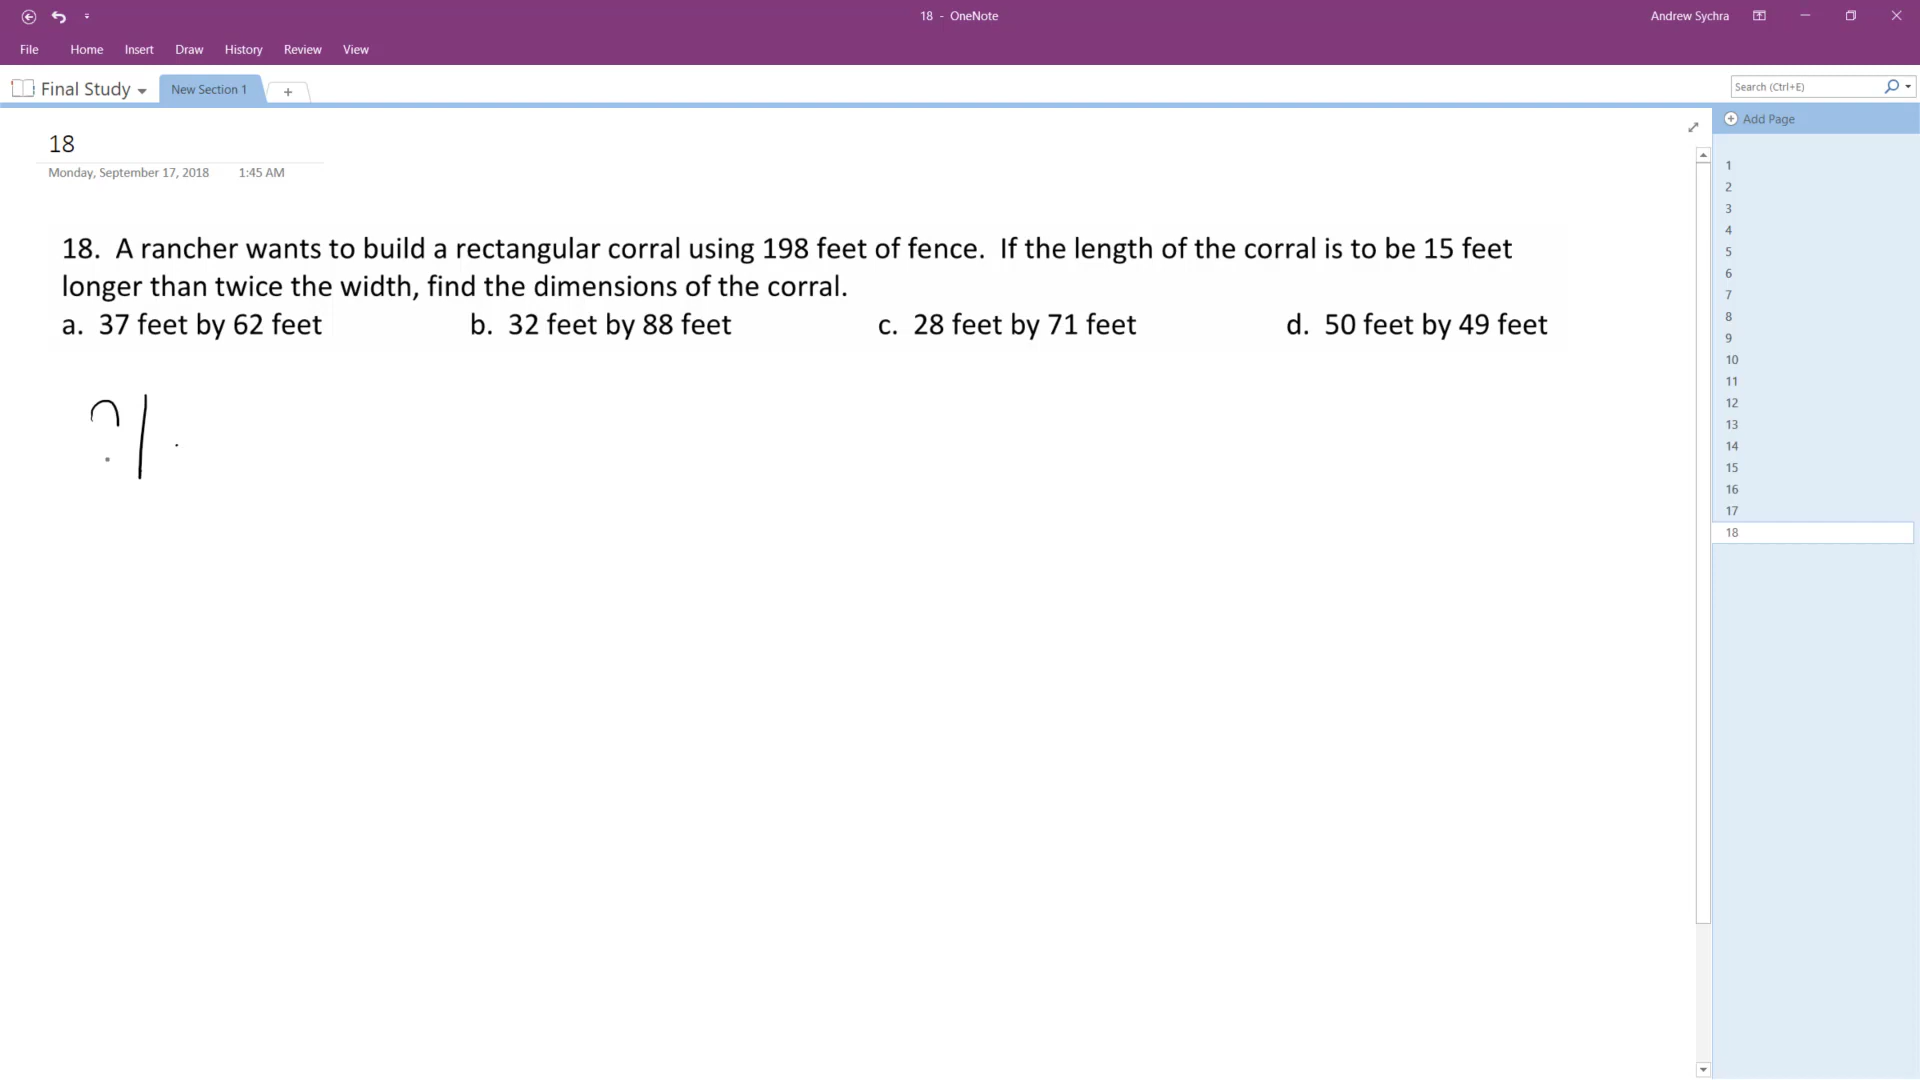 18 - OneNote
Andrew Sychra
File Home Insert Draw History Review View
Final Study
New Section 1
+
Search (Ctrl+E)
Add Page
18
Monday, September 17, 2018 1:45 AM
18. A rancher wants to build a rectangular corral using 198 feet of fence. If the length of the corral is to be 15 feet
longer than twice the width, find the dimensions of the corral.
a. 37 feet by 62 feet b. 32 feet by 88 feet c. 28 feet by 71 feet d. 50 feet by 49 feet
1
2
3
4
5
6
7
8
9
10
11
12
13
14
15
16
17
18